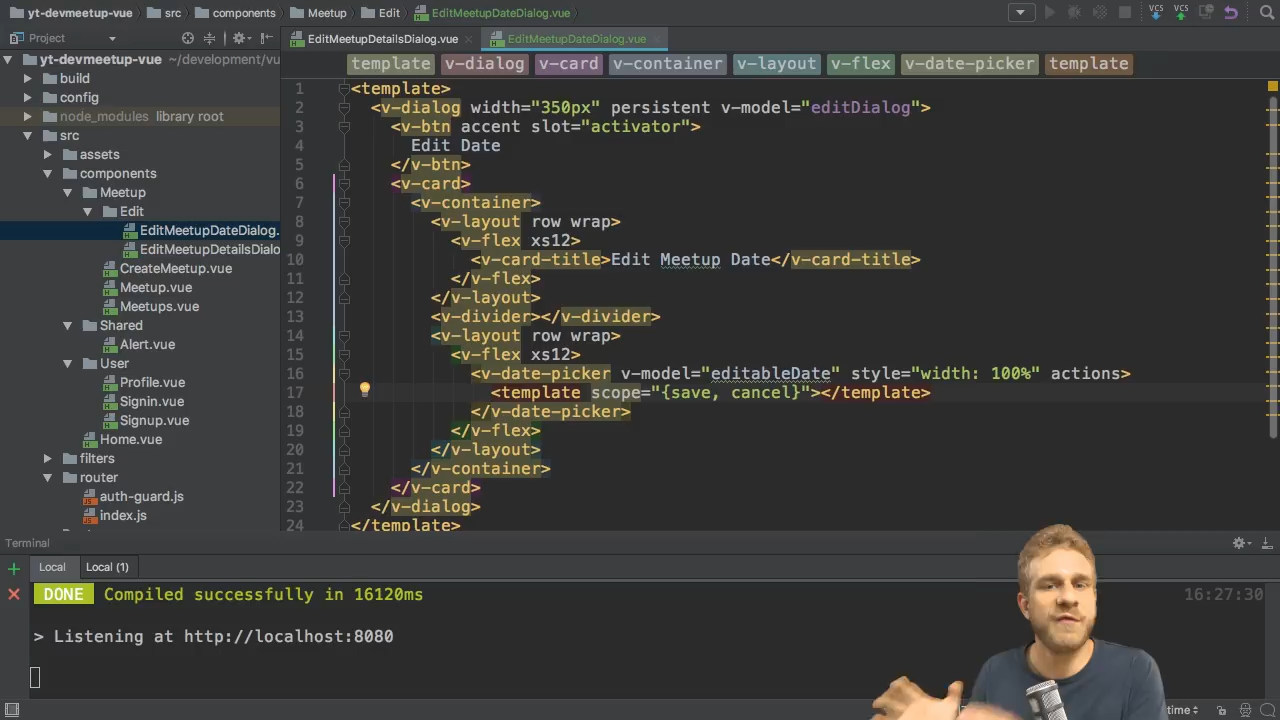 yt-devmeetup-vue src components Meetup Edit EditMeetupDateDialog.vue VCS VCS
Project
EditMeetupDetailsDialog.vue × EditMeetupDateDialog.vue ×
yt-devmeetup-vue ~/development/vu
build
config
node_modules library root
src
assets
components
Meetup
Edit
EditMeetupDateDialog.
EditMeetupDetailsDialo
CreateMeetup.vue
Meetup.vue
Meetups.vue
Shared
Alert.vue
User
Profile.vue
Signin.vue
Signup.vue
Home.vue
filters
router
auth-guard.js
index.js
template v-dialog v-card v-container v-layout v-flex v-date_picker template
1 <template>
2 <v-dialog width="350px" persistent v-model="editDialog">
3 <v-btn accent slot="activator">
4 Edit Date
5 </v-btn>
6 <v-card>
7 <v-container>
8 <v-layout row wrap>
9 <v-flex xs12>
10 <v-card-title>Edit Meetup Date</v-card-title>
11 </v-flex>
12 </v-layout>
13 <v-divider></v-divider>
14 <v-layout row wrap>
15 <v-flex xs12>
16 <v-date-picker v-model="editableDate" style="width: 100%" actions>
17 <template scope="{save, cancel}"></template>
18 </v-date-picker>
19 </v-flex>
20 </v-layout>
21 </v-container>
22 </v-card>
23 </v-dialog>
24 </template>
Terminal
Local Local (1)
DONE Compiled successfully in 16120ms 16:27:30
> Listening at http://localhost:8080
time